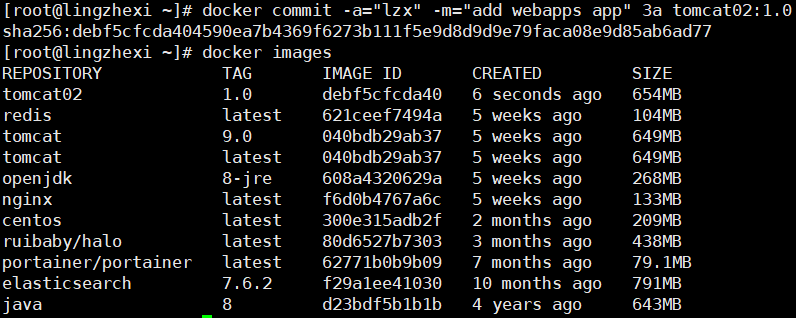 [root@lingzhexi ~]# docker commit -a="lzx" -m="add webapps app" 3a tomcat02:1.0
sha256:debf5cfcda404590ea7b4369f6273b111f5e9d8d9d9e79faca08e9d85ab6ad77
[root@lingzhexi ~]# docker images
REPOSITORY TAG IMAGE ID CREATED SIZE
tomcat02 1.0 debf5cfcda40 6 seconds ago 654MB
redis latest 621ceef7494a 5 weeks ago 104MB
tomcat 9.0 040bdb29ab37 5 weeks ago 649MB
tomcat latest 040bdb29ab37 5 weeks ago 649MB
openjdk 8-jre 608a4320629a 5 weeks ago 268MB
nginx latest f6d0b4767a6c 5 weeks ago 133MB
centos latest 300e315adb2f 2 months ago 209MB
ruibaby/halo latest 80d6527b7303 3 months ago 438MB
portainer/portainer latest 62771b0b9b09 7 months ago 79.1MB
elasticsearch 7.6.2 f29a1ee41030 10 months ago 791MB
java 8 d23bdf5b1b1b 4 years ago 643MB